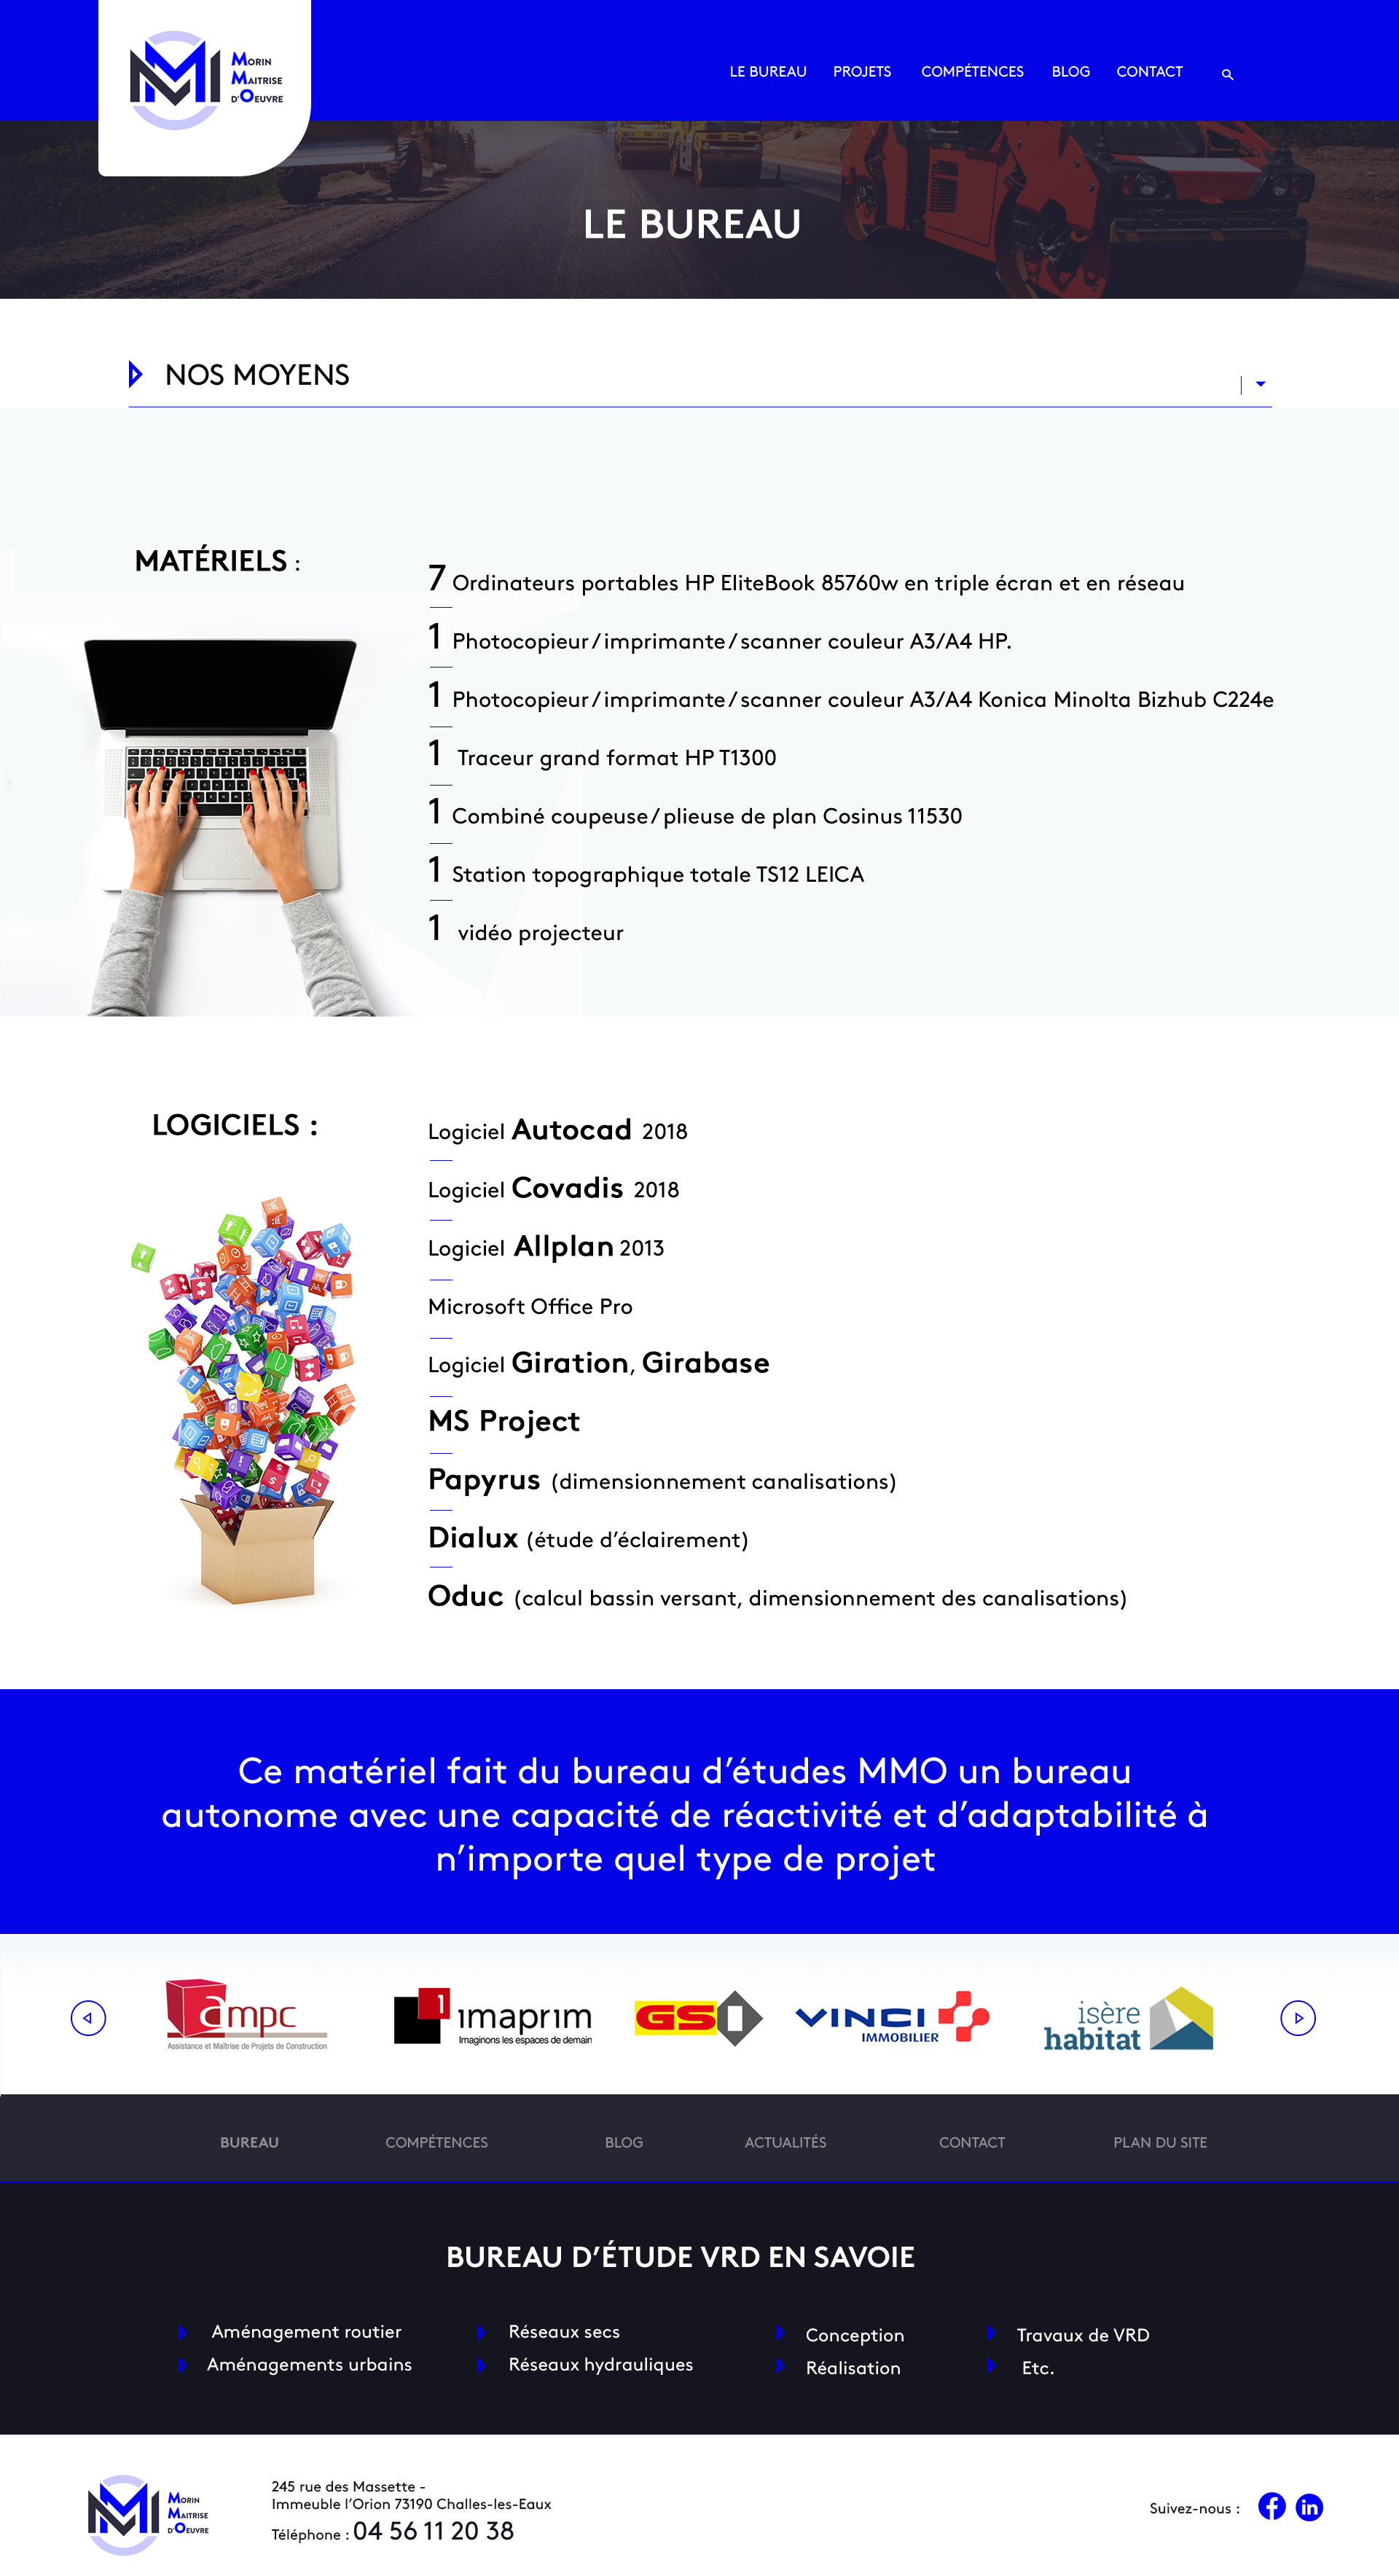 MORIN
MAITRISE
D'OEUVRE
LE BUREAU PROJETS COMPÉTENCES BLOG CONTACT
LE BUREAU
NOS MOYENS
MATÉRIELS :
7 Ordinateurs portables HP EliteBook 85760w en triple écran et en réseau
1 Photocopieur / imprimante / scanner couleur A3/A4 HP.
1 Photocopieur / imprimante / scanner couleur A3/A4 Konica Minolta Bizhub C224e
1 Traceur grand format HP T1300
1 Combiné coupeuse / plieuse de plan Cosinus 11530
1 Station topographique totale TS12 LEICA
1 vidéo projecteur
LOGICIELS :
Logiciel Autocad 2018
Logiciel Covadis 2018
Logiciel Allplan 2013
Microsoft Office Pro
Logiciel Giration, Girabase
MS Project
Papyrus (dimensionnement canalisations)
Dialux (étude d’éclairement)
Oduc (calcul bassin versant, dimensionnement des canalisations)
Ce matériel fait du bureau d’études MMO un bureau
autonome avec une capacité de réactivité et d’adaptabilité à
n’importe quel type de projet
ampc
Assistance et Maîtrise de Projets de Construction
1 imaprim
Imaginons les espaces de demain
GSI
VINCI
IMMOBILIER
isère
habitat
BUREAU COMPÉTENCES BLOG ACTUALITÉS CONTACT PLAN DU SITE
BUREAU D’ÉTUDE VRD EN SAVOIE
Aménagement routier Réseaux secs Conception Travaux de VRD
Aménagements urbains Réseaux hydrauliques Réalisation Etc.
MORIN
MAITRISE
D'OEUVRE
245 rue des Massette -
Immeuble l’Orion 73190 Challes-les-Eaux
Téléphone : 04 56 11 20 38
Suivez-nous : f in